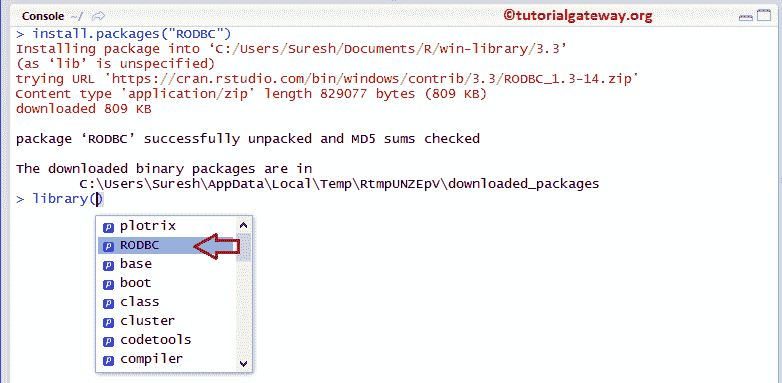 Console ~/
©tutorialgateway.org
> install.packages("RODBC")
Installing package into ‘C:/Users/Suresh/Documents/R/win-library/3.3’
(as ‘lib’ is unspecified)
trying URL 'https://cran.rstudio.com/bin/windows/contrib/3.3/RODBC_1.3-14.zip'
Content type 'application/zip' length 829077 bytes (809 KB)
downloaded 809 KB
package ‘RODBC’ successfully unpacked and MD5 sums checked
The downloaded binary packages are in
C:\Users\Suresh\AppData\Local\Temp\RtmpUNZEpV\downloaded_packages
> library()
plotrix
RODBC
base
boot
class
cluster
codetools
compiler